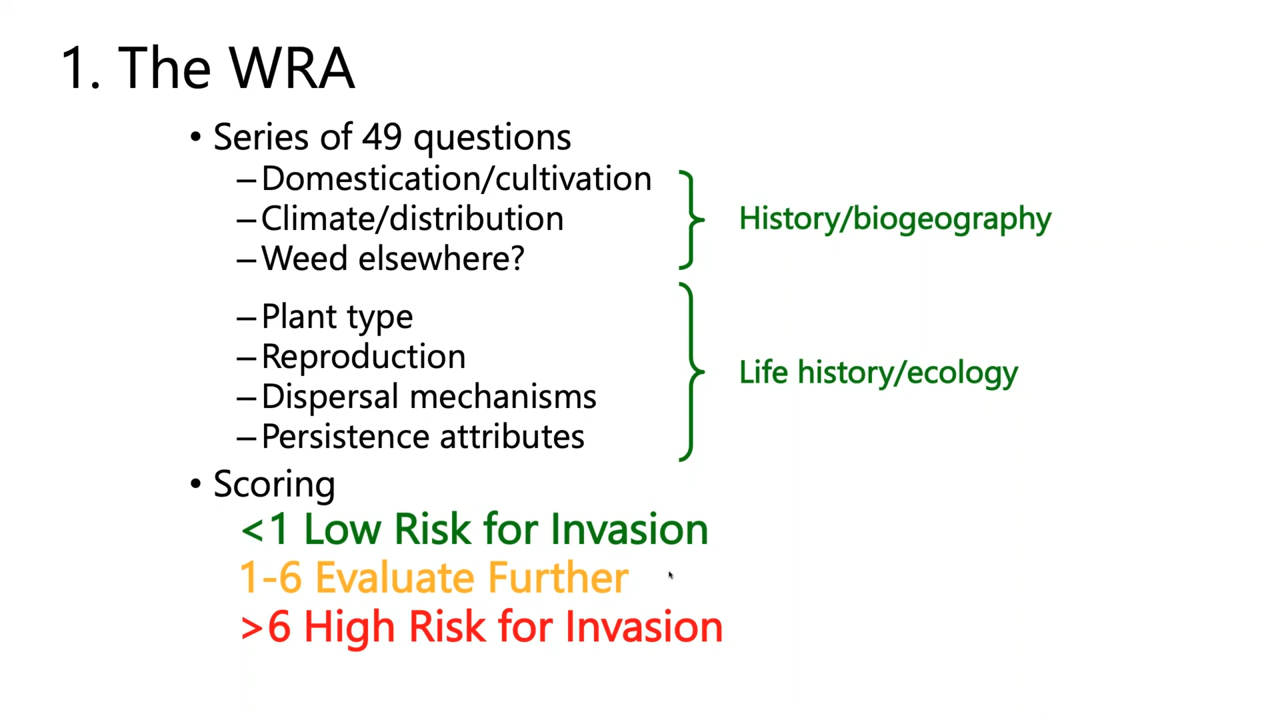 1. The WRA
• Series of 49 questions
–Domestication/cultivation
–Climate/distribution
–Weed elsewhere?
History/biogeography
–Plant type
–Reproduction
–Dispersal mechanisms
–Persistence attributes
Life history/ecology
• Scoring
<1 Low Risk for Invasion
1-6 Evaluate Further
>6 High Risk for Invasion